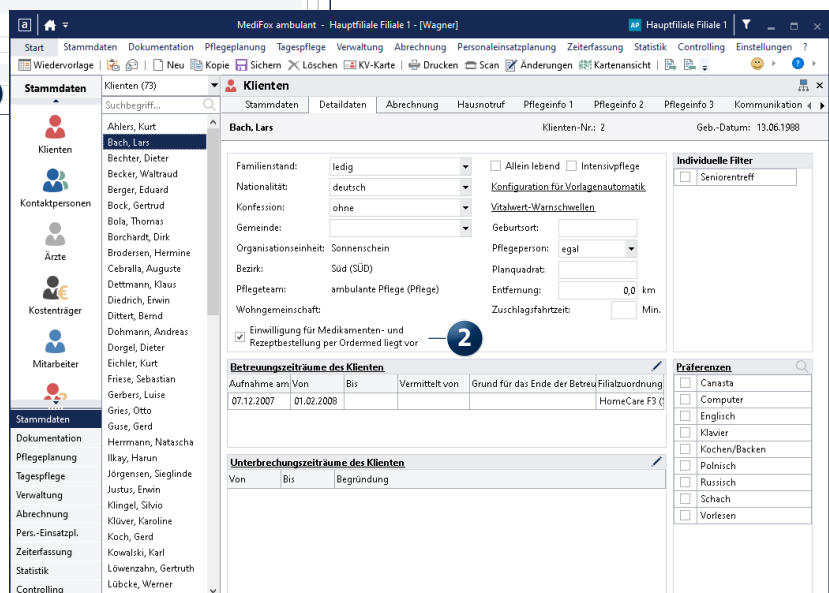 a MediFox ambulant - Hauptfiliale Filiale 1 - [Wagner] AP Hauptfiliale Filiale 1
Start Stammdaten Dokumentation Pflegeplanung Tagespflege Verwaltung Abrechnung Personaleinsatzplanung Zeiterfassung Statistik Controlling Einstellungen ?
Wiedervorlage Neu Kopie Sichern Löschen KV-Karte Drucken Scan Änderungen Kartenansicht
Stammdaten
Klienten
Kontaktpersonen
Ärzte
Kostenträger
Mitarbeiter
Stammdaten
Dokumentation
Pflegeplanung
Tagespflege
Verwaltung
Abrechnung
Pers.-Einsatzpl.
Zeiterfassung
Statistik
Controlling
Klienten (73)
Suchbegriff...
Ahlers, Kurt
Bach, Lars
Bechter, Dieter
Becker, Waltraud
Berger, Eduard
Bock, Gertrud
Bola, Thomas
Borchardt, Dirk
Brodersen, Hermine
Cebralla, Auguste
Dettmann, Klaus
Diedrich, Erwin
Dittert, Bernd
Dohmann, Andreas
Dorgel, Dieter
Eichler, Kurt
Friese, Sebastian
Gerbers, Luise
Gries, Otto
Guse, Gerd
Herrmann, Natascha
Ilkay, Harun
Jörgensen, Sieglinde
Justus, Erwin
Klingel, Silvio
Klüver, Karoline
Koch, Gerd
Kowalski, Karl
Löwenzahn, Gertruth
Lübcke, Werner
Klienten
Stammdaten Detaildaten Abrechnung Hausnotruf Pflegeinfo 1 Pflegeinfo 2 Pflegeinfo 3 Kommunikation
Bach, Lars Klienten-Nr.: 2 Geb.-Datum: 13.06.1988
Familienstand: ledig
Nationalität: deutsch
Konfession: ohne
Gemeinde:
Organisationseinheit: Sonnenschein
Bezirk: Süd (SÜD)
Pflegeteam: ambulante Pflege (Pflege)
Wohngemeinschaft:
Einwilligung für Medikamenten- und
Rezeptbestellung per Ordermed liegt vor
2
Allein lebend Intensivpflege
Konfiguration für Vorlagenautomatik
Vitalwert-Warnschwellen
Geburtsort:
Pflegeperson: egal
Planquadrat:
Entfernung: 0,0 km
Zuschlagsfahrtzeit: Min.
Individuelle Filter
Seniorentreff
Betreuungszeiträume des Klienten
Aufnahme am Von Bis Vermittelt von Grund für das Ende der Betreu Filialzuordnung
07.12.2007 01.02.2008 HomeCare F3 (
Unterbrechungszeiträume des Klienten
Von Bis Begründung
Präferenzen
Canasta
Computer
Englisch
Klavier
Kochen/Backen
Polnisch
Russisch
Schach
Vorlesen